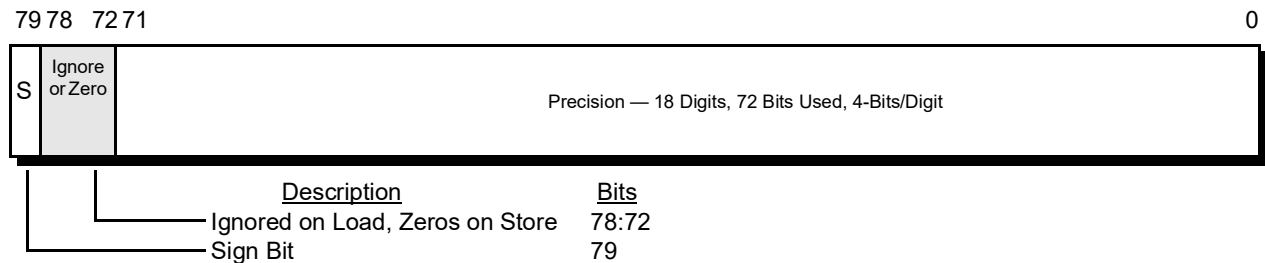 79 78 72 71 0
Ignore
S or Zero
Precision — 18 Digits, 72 Bits Used, 4-Bits/Digit
Description Bits
Ignored on Load, Zeros on Store 78:72
Sign Bit 79